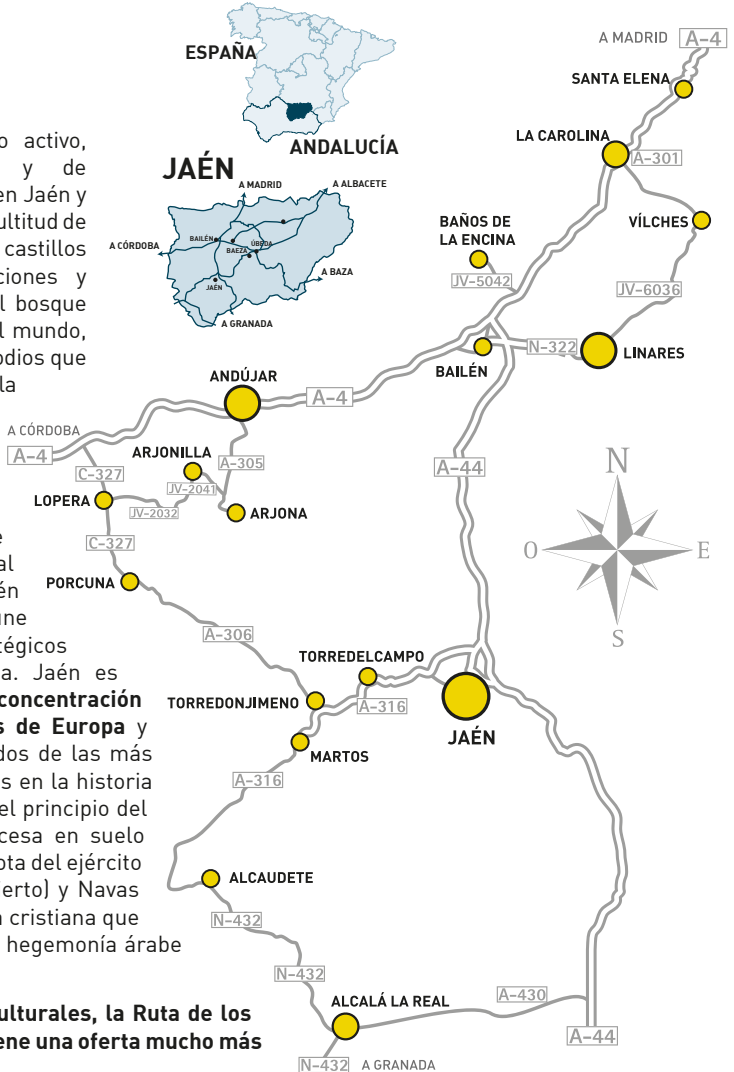 ESPAÑA
ANDALUCÍA
JAÉN
A MADRID
A ALBACETE
A CÓRDOBA
BAILÉN
ÚBEDA
BAEZA
JAÉN
A BAZA
A GRANADA
o activo,
y de
en Jaén y
ultitud de
castillos
ciones y
l bosque
l mundo,
odios que
la
e
al
én
une
tégicos
a. Jaén es
concentración
s de Europa y
dos de las más
s en la historia
el principio del
cesa en suelo
ota del ejército
ierto) y Navas
a cristiana que
hegemonía árabe
ulturales, la Ruta de los
ene una oferta mucho más
A MADRID A-4
SANTA ELENA
LA CAROLINA
A-301
VÍLCHES
BAÑOS DE
LA ENCINA
JV-5042
JV-6036
N-322
BAILÉN
LINARES
ANDÚJAR
A-4
A CÓRDOBA
A-4
ARJONILLA
A-305
A-44
C-327
JV-2041
LOPERA
JV-2032
ARJONA
C-327
PORCUNA
A-306
N
O
E
S
TORREDELCAMPO
TORREDONJIMENO
A-316
JAÉN
MARTOS
A-316
ALCAUDETE
N-432
N-432
ALCALÁ LA REAL
A-430
A-44
N-432 A GRANADA